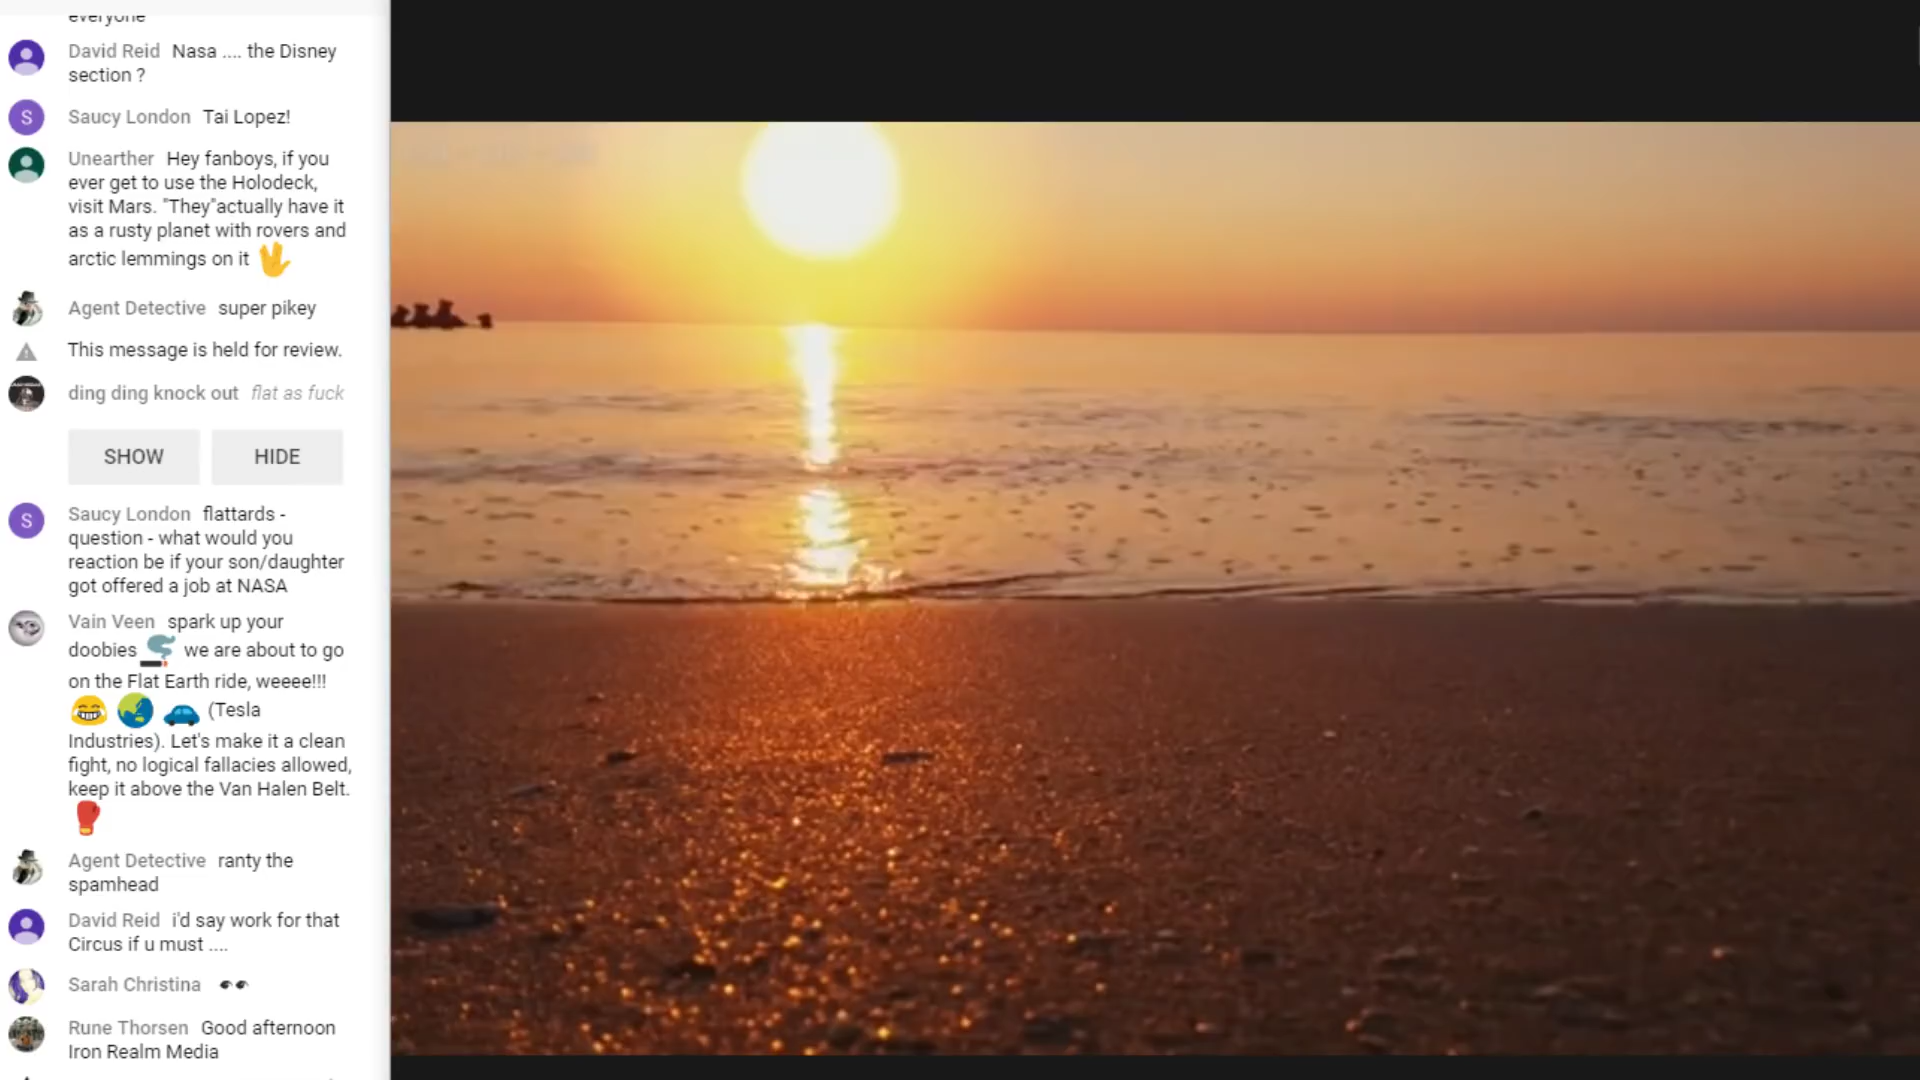 everyone
David Reid Nasa .... the Disney
section ?
S
Saucy London Tai Lopez!
Unearther Hey fanboys, if you
ever get to use the Holodeck,
visit Mars. "They"actually have it
as a rusty planet with rovers and
arctic lemmings on it
Agent Detective super pikey
This message is held for review.
ding ding knock out flat as fuck
SHOW HIDE
S
Saucy London flattards -
question - what would you
reaction be if your son/daughter
got offered a job at NASA
Vain Veen spark up your
doobies we are about to go
on the Flat Earth ride, weeee!!!
(Tesla
Industries). Let's make it a clean
fight, no logical fallacies allowed,
keep it above the Van Halen Belt.
Agent Detective ranty the
spamhead
David Reid i'd say work for that
Circus if u must ....
Sarah Christina
Rune Thorsen Good afternoon
Iron Realm Media